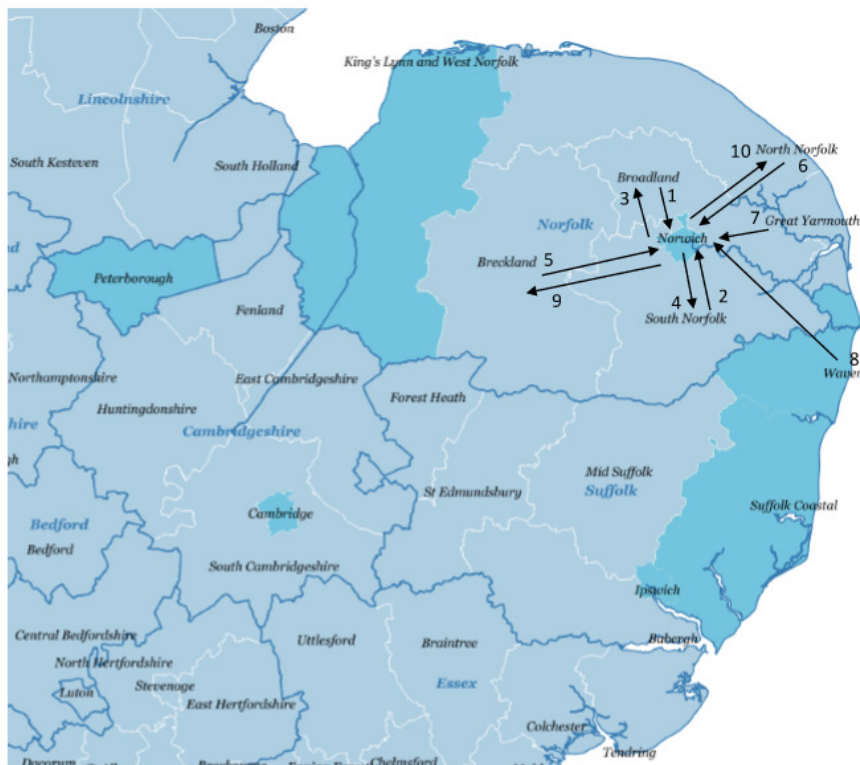 Boston
King's Lynn and West Norfolk
Lincolnshire
10
North Norfolk
South Kesteven
South Holland
6
Broadland
3
1
Norfolk
7
Great Yarmouth
Norwich
5
Breckland
Peterborough
9
4
2
Fenland
South Norfolk
8
Northamptonshire
East Cambridgeshire
Forest Heath
Huntingdonshire
Cambridgeshire
Mid Suffolk
St Edmundsbury
Suffolk
Cambridge
Suffolk Coastal
Bedford
Bedford
South Cambridgeshire
Ipswich
Central Bedfordshire
Uttlesford
Braintree
Babergh
North Hertfordshire
Luton
Stevenage
Essex
East Hertfordshire
Colchester
Tendring
Dacorum
Chelmsford